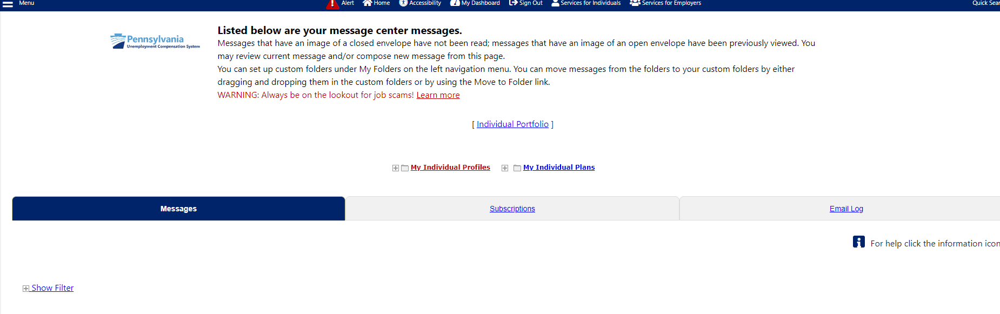 Menu
Alert
Home
Accessibility
My Dashboard
Sign Out
Services for Individuals
Services for Employers
Quick
Pennsylvania
Unemployment Compensation System
Listed below are your message center messages.
Messages that have an image of a closed envelope have not been read; messages that have an image of an open envelope have been previously viewed. You
may review current message and/or compose new message from this page.
You can set up custom folders under My Folders on the left navigation menu. You can move messages from the folders to your custom folders by either
dragging and dropping them in the custom folders or by using the Move to Folder link.
WARNING: Always be on the lookout for job scams! Learn more
[ Individual Portfolio ]
My Individual Profiles
My Individual Plans
Messages
Subscriptions
Email Log
For help click the information icon
Show Filter